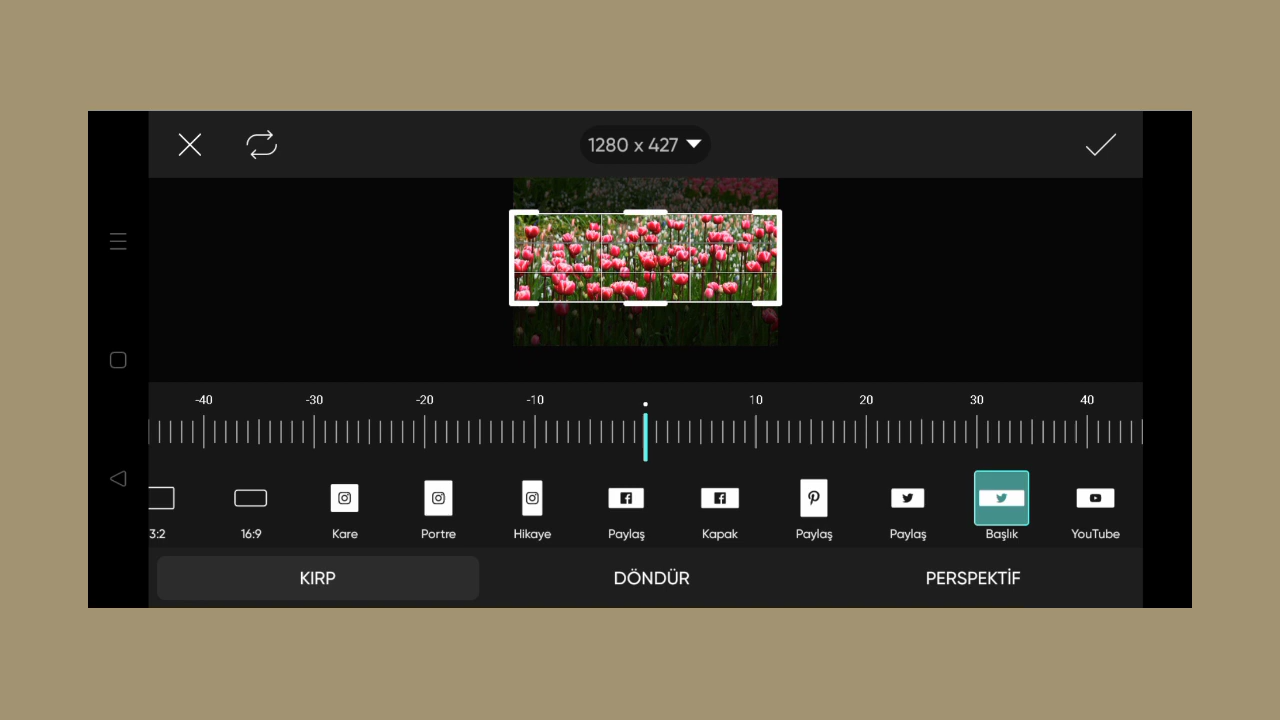 1280 x 427
-40 -30 -20 -10 10 20 30 40
3:2 16:9 Kare Portre Hikaye Paylaş Kapak Paylaş Paylaş Başlık YouTube
KIRP DÖNDÜR PERSPEKTİF